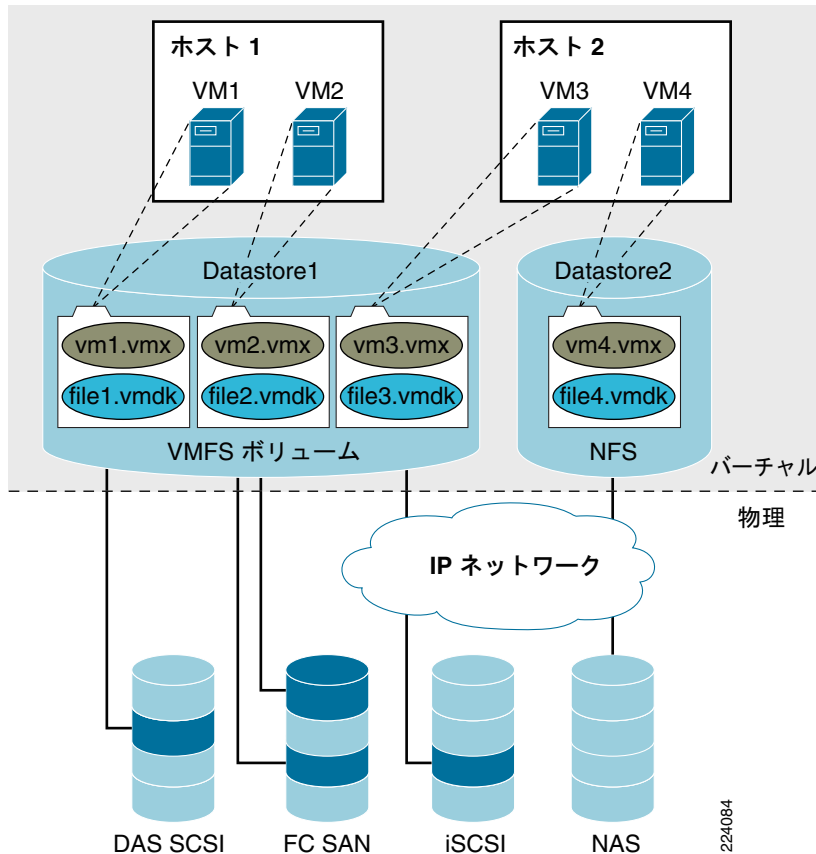 ホスト 1
ホスト 2
VM1
VM2
VM3
VM4
Datastore1
Datastore2
vm1.vmx
vm2.vmx
vm3.vmx
vm4.vmx
file1.vmdk
file2.vmdk
file3.vmdk
file4.vmdk
VMFS ボリューム
NFS
バーチャル
物理
IP ネットワーク
DAS SCSI
FC SAN
iSCSI
NAS
224084